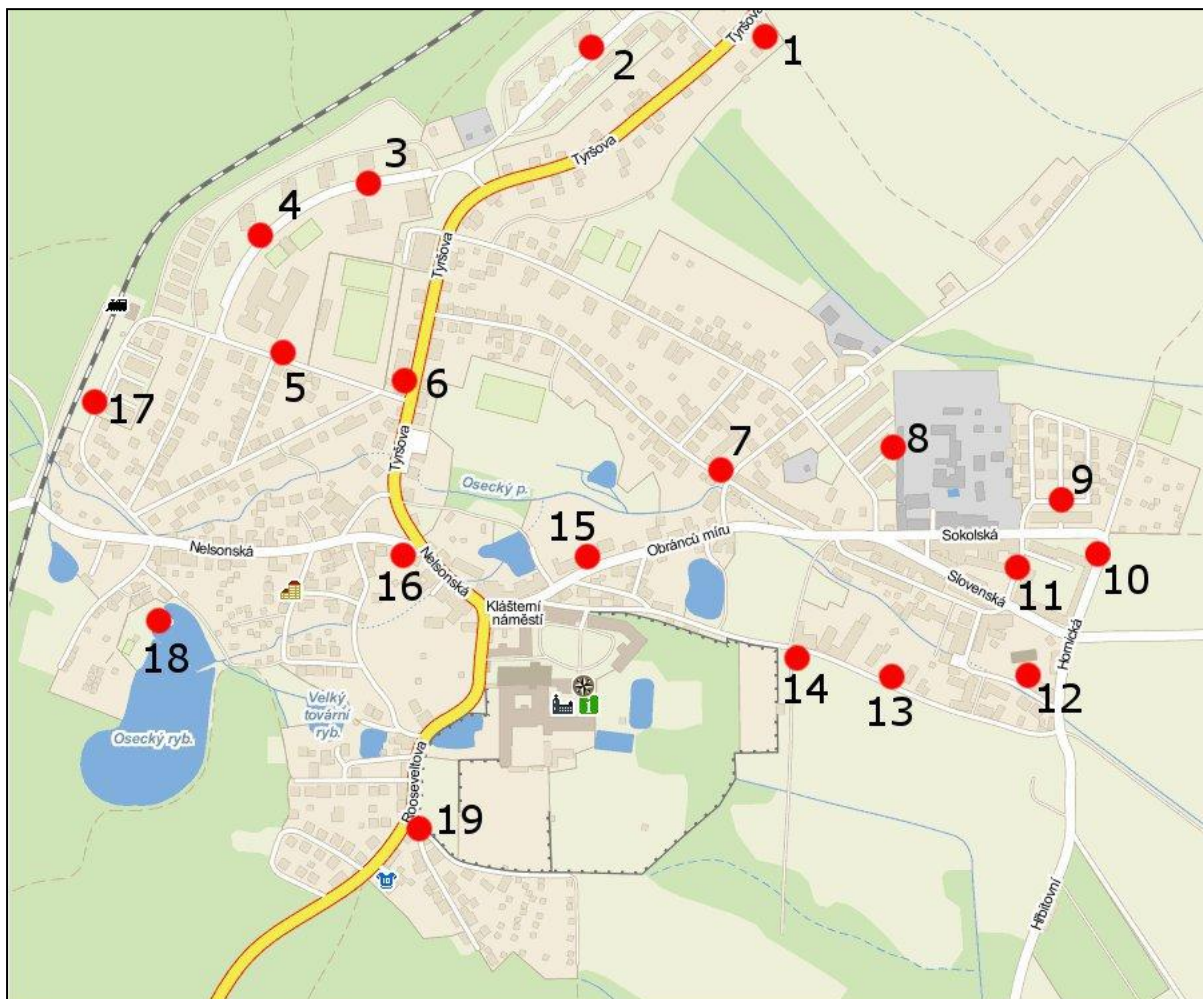 Tyršova
1
2
Tyršova
3
4
Tyršova
5
6
17
Tyršova
7
8
Osecký p.
9
15
Obránců míru
Sokolská
Nelsonská
16
Nelsonská
11
10
Slovenská
Klášterní
náměstí
18
14
13
12
Hornická
Velký
tovární
ryb.
Osecký ryb.
Rooseveltova
19
Hřbitovní